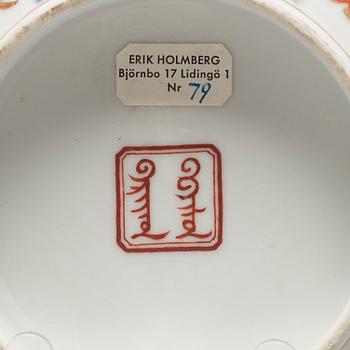 ERIK HOLMBERG
Björnbo 17 Lidingö 1
Nr 79